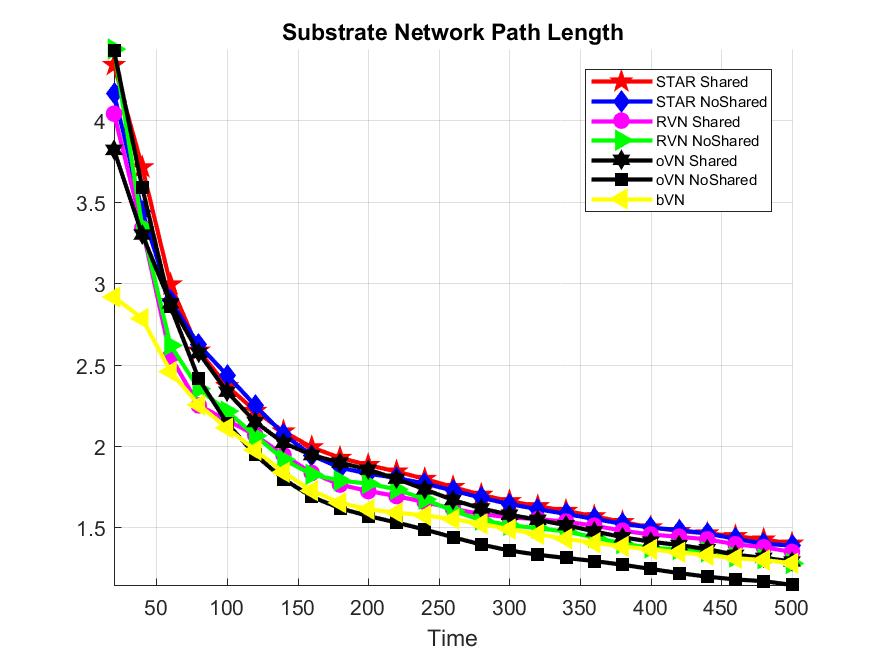 Substrate Network Path Length
STAR Shared
STAR NoShared
RVN Shared
RVN NoShared
oVN Shared
oVN NoShared
bVN
4
3.5
3
2.5
2
1.5
50 100 150 200 250 300 350 400 450 500
Time